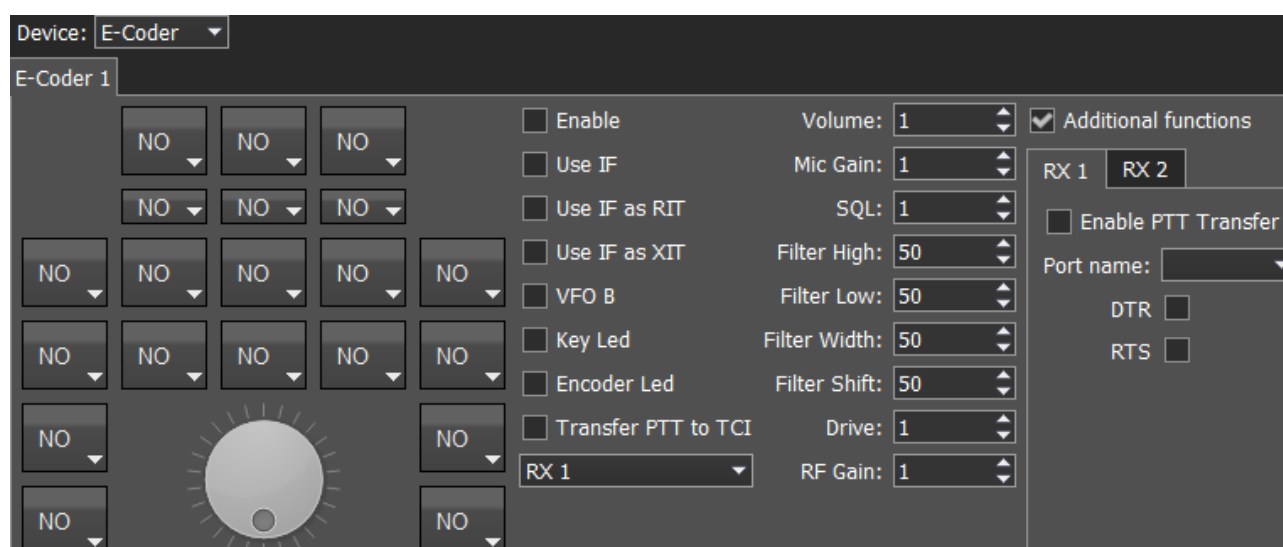 Device: E-Coder
E-Coder 1
NO NO NO Enable Volume: 1 Additional functions
Use IF Mic Gain: 1 RX 1 RX 2
NO NO NO Use IF as RIT SQL: 1 Enable PTT Transfer
NO NO NO NO NO Use IF as XIT Filter High: 50 Port name:
VFO B Filter Low: 50 DTR
NO NO NO NO NO Key Led Filter Width: 50 RTS
Encoder Led Filter Shift: 50
NO NO Transfer PTT to TCI Drive: 1
RX 1 RF Gain: 1
NO NO